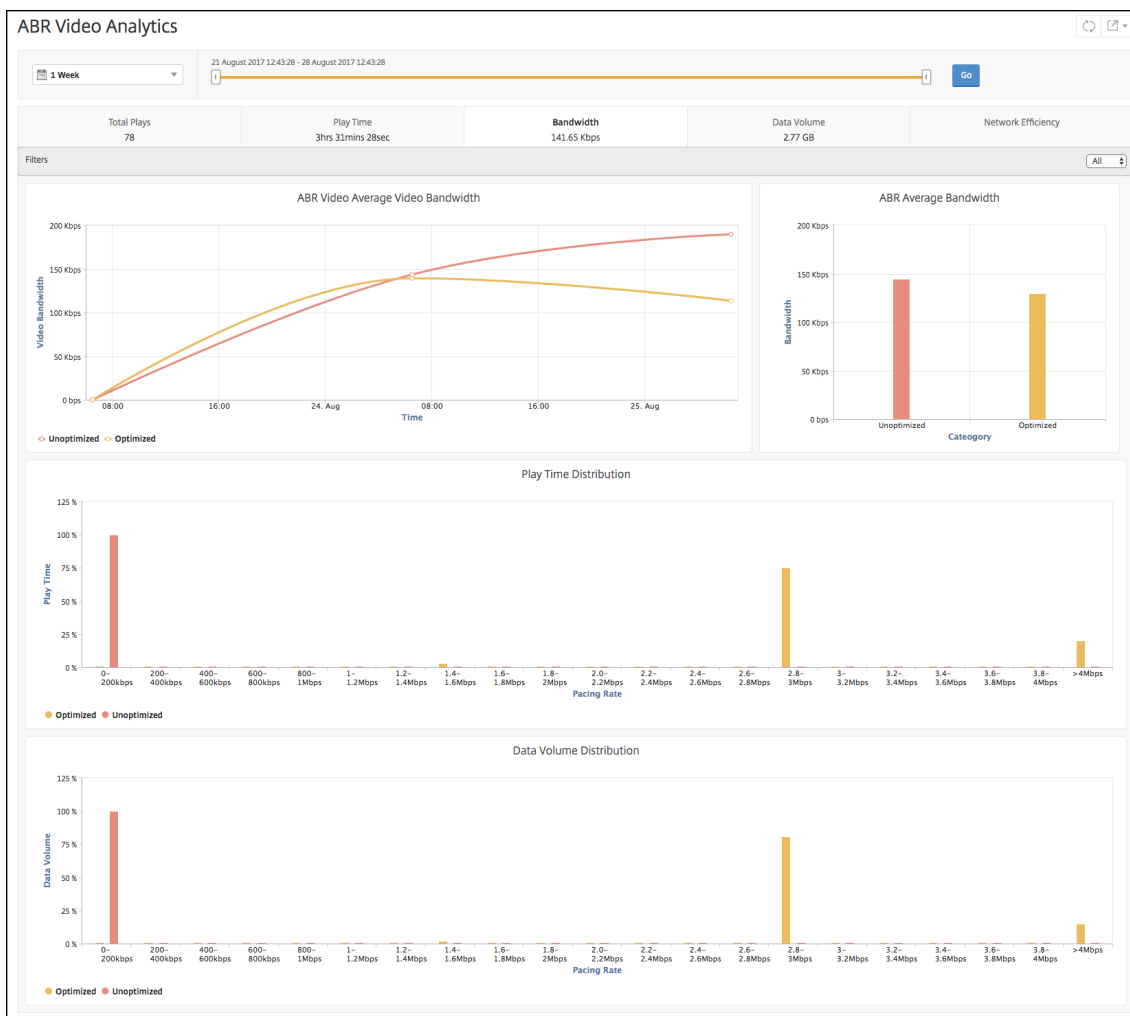 ABR Video Analytics
1 Week
21 August 2017 12:43:28 - 28 August 2017 12:43:28
Go
Total Plays
78
Play Time
3hrs 31mins 28sec
Bandwidth
141.65 Kbps
Data Volume
2.77 GB
Network Efficiency
Filters
All
ABR Video Average Video Bandwidth
Video Bandwidth
200 Kbps
150 Kbps
100 Kbps
50 Kbps
0 bps
08:00 16:00 24. Aug 08:00 16:00 25. Aug
Time
Unoptimized Optimized
ABR Average Bandwidth
Bandwidth
200 Kbps
150 Kbps
100 Kbps
50 Kbps
0 bps
Unoptimized Optimized
Cateogory
Play Time Distribution
Play Time
125 %
100 %
75 %
50 %
25 %
0 %
0– 200– 400– 600– 800– 1– 1.2– 1.4– 1.6– 1.8– 2.0– 2.2– 2.4– 2.6– 2.8– 3– 3.2– 3.4– 3.6– 3.8– >4Mbps
200kbps 400kbps 600kbps 800kbps 1Mbps 1.2Mbps 1.4Mbps 1.6Mbps 1.8Mbps 2Mbps 2.2Mbps 2.4Mbps 2.6Mbps 2.8Mbps 3Mbps 3.2Mbps 3.4Mbps 3.6Mbps 3.8Mbps 4Mbps
Pacing Rate
Optimized Unoptimized
Data Volume Distribution
Data Volume
125 %
100 %
75 %
50 %
25 %
0 %
0– 200– 400– 600– 800– 1– 1.2– 1.4– 1.6– 1.8– 2.0– 2.2– 2.4– 2.6– 2.8– 3– 3.2– 3.4– 3.6– 3.8– >4Mbps
200kbps 400kbps 600kbps 800kbps 1Mbps 1.2Mbps 1.4Mbps 1.6Mbps 1.8Mbps 2Mbps 2.2Mbps 2.4Mbps 2.6Mbps 2.8Mbps 3Mbps 3.2Mbps 3.4Mbps 3.6Mbps 3.8Mbps 4Mbps
Pacing Rate
Optimized Unoptimized